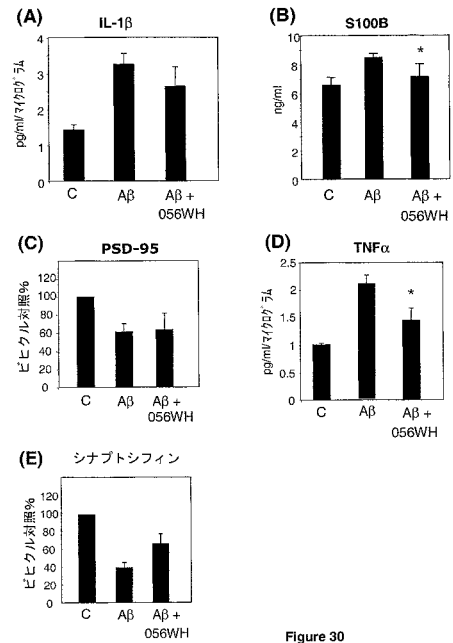 (A)
IL-1β
pg/ml/マイクログラム
4
3
2
1
0
C
Aβ
Aβ +
056WH
(B)
S100B
ng/ml
10
8
6
4
2
0
*
C
Aβ
Aβ +
056WH
(C)
PSD-95
ビヒクル対照%
120
100
80
60
40
20
0
C
Aβ
Aβ +
056WH
(D)
TNFα
pg/ml/マイクログラム
2.5
2
1.5
1
0.5
0
*
C
Aβ
Aβ +
056WH
(E)
シナプトシフィン
ビヒクル対照%
120
100
80
60
40
20
0
C
Aβ
Aβ +
056WH
Figure 30